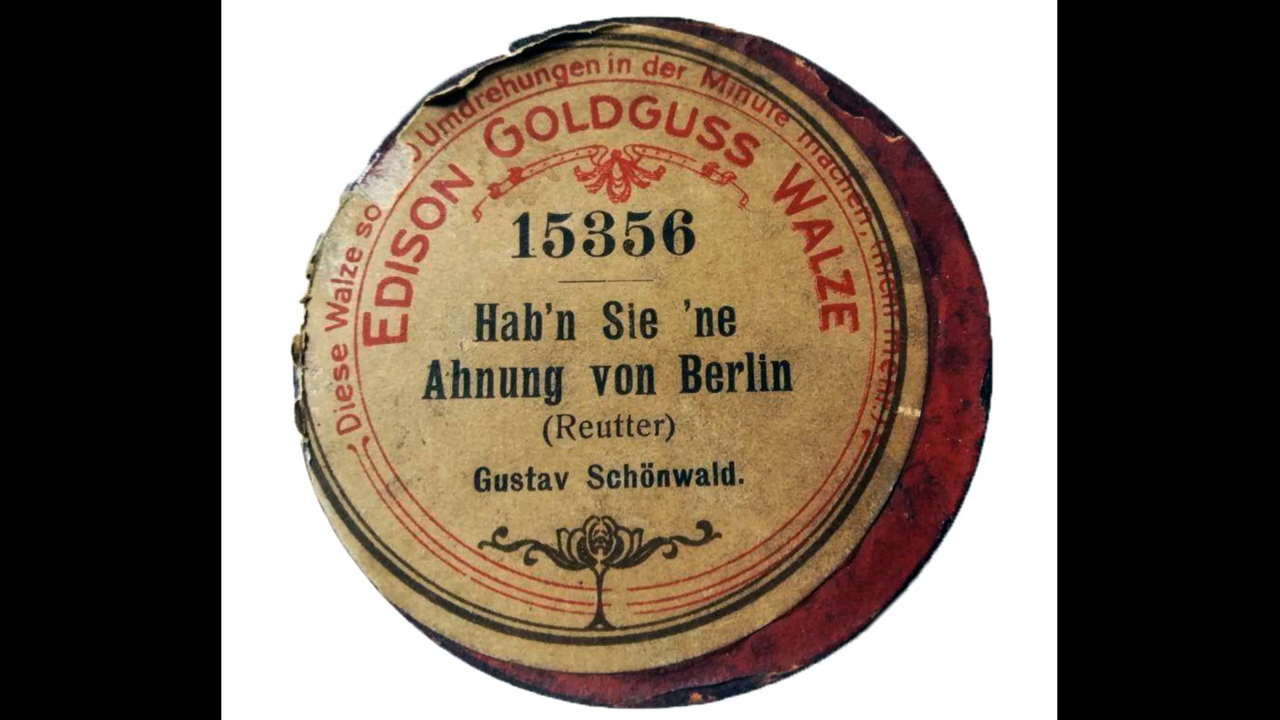 Diese Walze so Umdrehungen in der Minute machen, (nicht
EDISON GOLDGUSS WALZE
15356
Hab'n Sie 'ne
Ahnung von Berlin
(Reutter)
Gustav Schönwald.